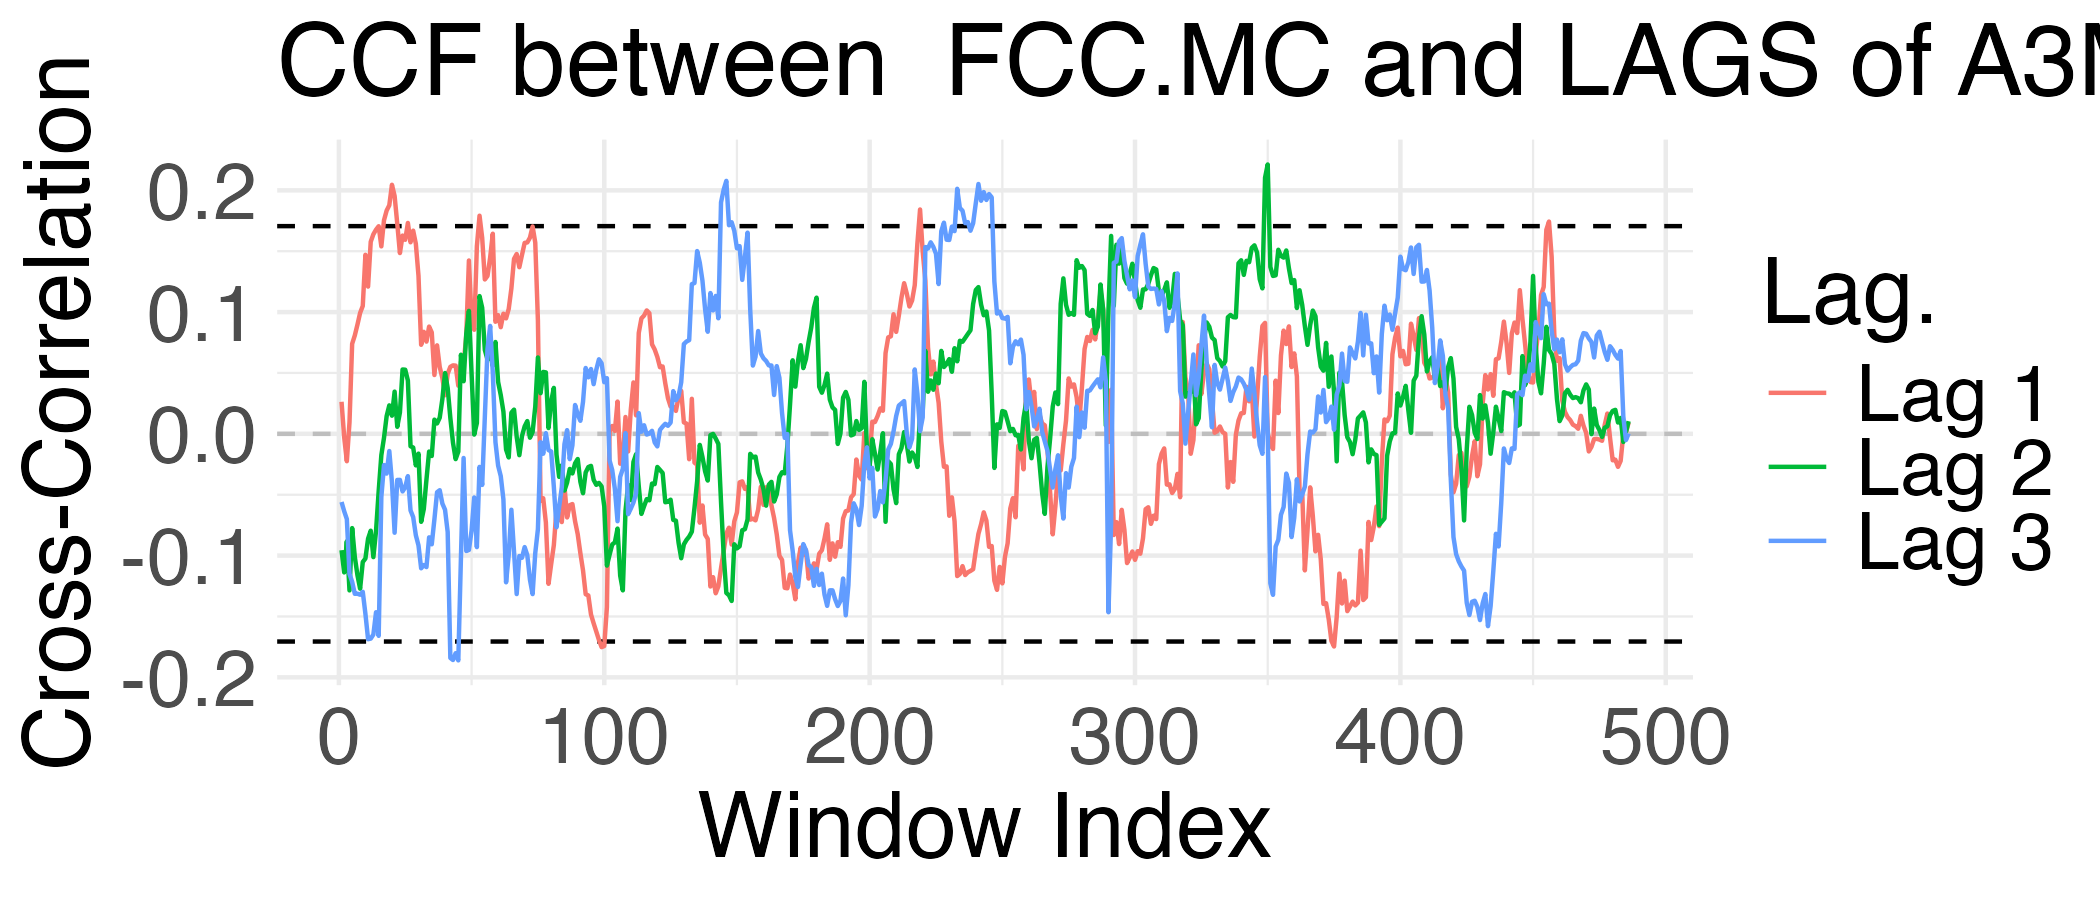 CCF between FCC.MC and LAGS of
Cross-Correlation
0.2
0.1
0.0
-0.1
-0.2
0 100 200 300 400 500
Window Index
Lag.
Lag 1
Lag 2
Lag 3